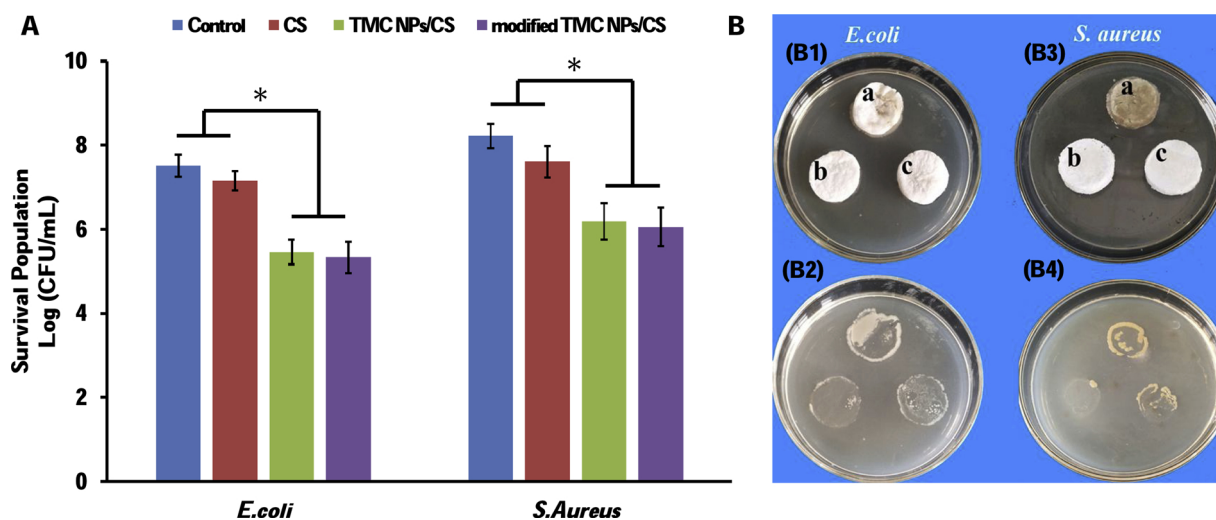 A
Control CS TMC NPs/CS modified TMC NPs/CS
Survival Population
Log (CFU/mL)
10
8
6
4
2
0
*
*
E.coli
S.Aureus
B
E.coli
S. aureus
(B1)
a
b
c
(B3)
a
b
c
(B2)
(B4)